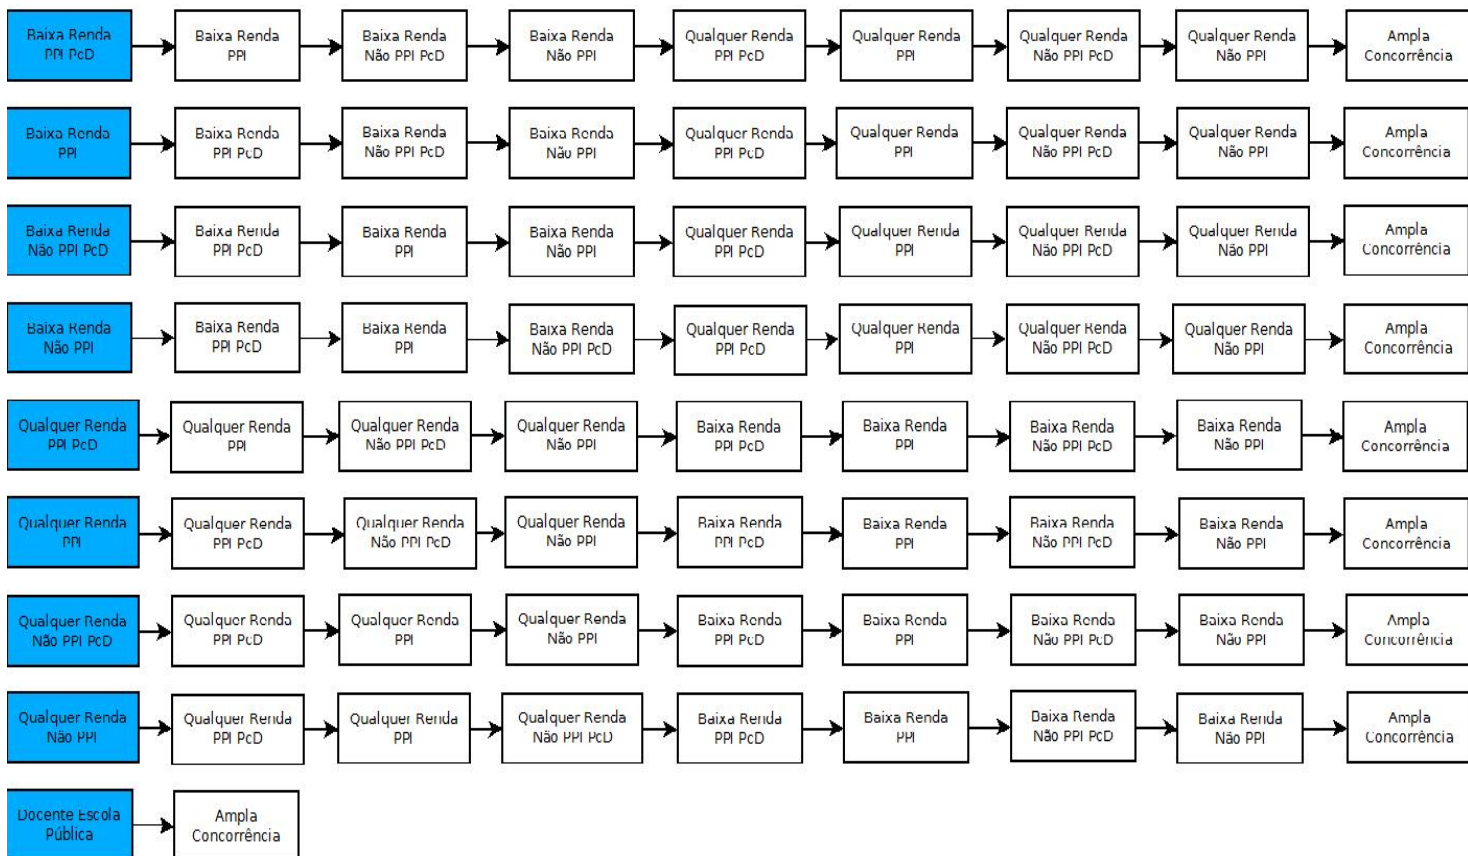 Baixa Renda
PPI PcD
Baixa Renda
PPI
Baixa Renda
Não PPI PcD
Baixa Renda
Não PPI
Qualquer Renda
PPI PcD
Qualquer Renda
PPI
Qualquer Renda
Não PPI PcD
Qualquer Renda
Não PPI
Ampla
Concorrência
Baixa Renda
PPI
Baixa Renda
PPI PcD
Baixa Renda
Não PPI PcD
Baixa Renda
Não PPI
Qualquer Renda
PPI PcD
Qualquer Renda
PPI
Qualquer Renda
Não PPI PcD
Qualquer Renda
Não PPI
Ampla
Concorrência
Baixa Renda
Não PPI PcD
Baixa Renda
PPI PcD
Baixa Renda
PPI
Baixa Renda
Não PPI
Qualquer Renda
PPI PcD
Qualquer Renda
PPI
Qualquer Renda
Não PPI PcD
Qualquer Renda
Não PPI
Ampla
Concorrência
Baixa Renda
Não PPI
Baixa Renda
PPI PcD
Baixa Renda
PPI
Baixa Renda
Não PPI PcD
Qualquer Renda
PPI PcD
Qualquer Renda
PPI
Qualquer Renda
Não PPI PcD
Qualquer Renda
Não PPI
Ampla
Concorrência
Qualquer Renda
PPI PcD
Qualquer Renda
PPI
Qualquer Renda
Não PPI PcD
Qualquer Renda
Não PPI
Baixa Renda
PPI PcD
Baixa Renda
PPI
Baixa Renda
Não PPI PcD
Baixa Renda
Não PPI
Ampla
Concorrência
Qualquer Renda
PPI
Qualquer Renda
PPI PcD
Qualquer Renda
Não PPI PcD
Qualquer Renda
Não PPI
Baixa Renda
PPI PcD
Baixa Renda
PPI
Baixa Renda
Não PPI PcD
Baixa Renda
Não PPI
Ampla
Concorrência
Qualquer Renda
Não PPI PcD
Qualquer Renda
PPI PcD
Qualquer Renda
PPI
Qualquer Renda
Não PPI
Baixa Renda
PPI PcD
Baixa Renda
PPI
Baixa Renda
Não PPI PcD
Baixa Renda
Não PPI
Ampla
Concorrência
Qualquer Renda
Não PPI
Qualquer Renda
PPI PcD
Qualquer Renda
PPI
Qualquer Renda
Não PPI PcD
Baixa Renda
PPI PcD
Baixa Renda
PPI
Baixa Renda
Não PPI PcD
Baixa Renda
Não PPI
Ampla
Concorrência
Docente Escola
Pública
Ampla
Concorrência